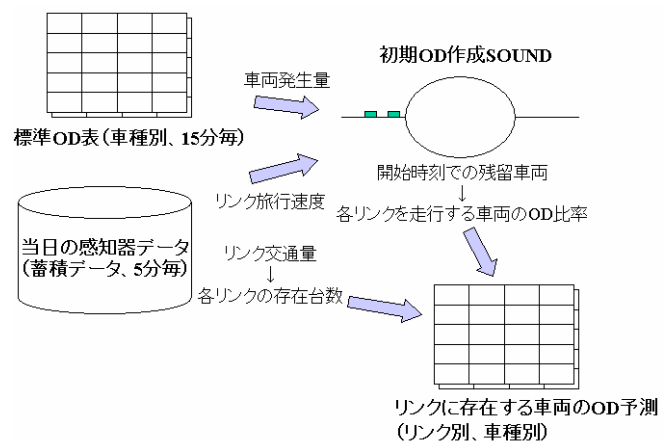 初期OD作成SOUND
車両発生量
標準OD表(車種別、15分毎)
開始時刻での残留車両
↓
リンク旅行速度
各リンクを走行する車両のOD比率
当日の感知器データ
(蓄積データ、5分毎)
リンク交通量
↓
各リンクの存在台数
リンクに存在する車両のOD予測
(リンク別、車種別)